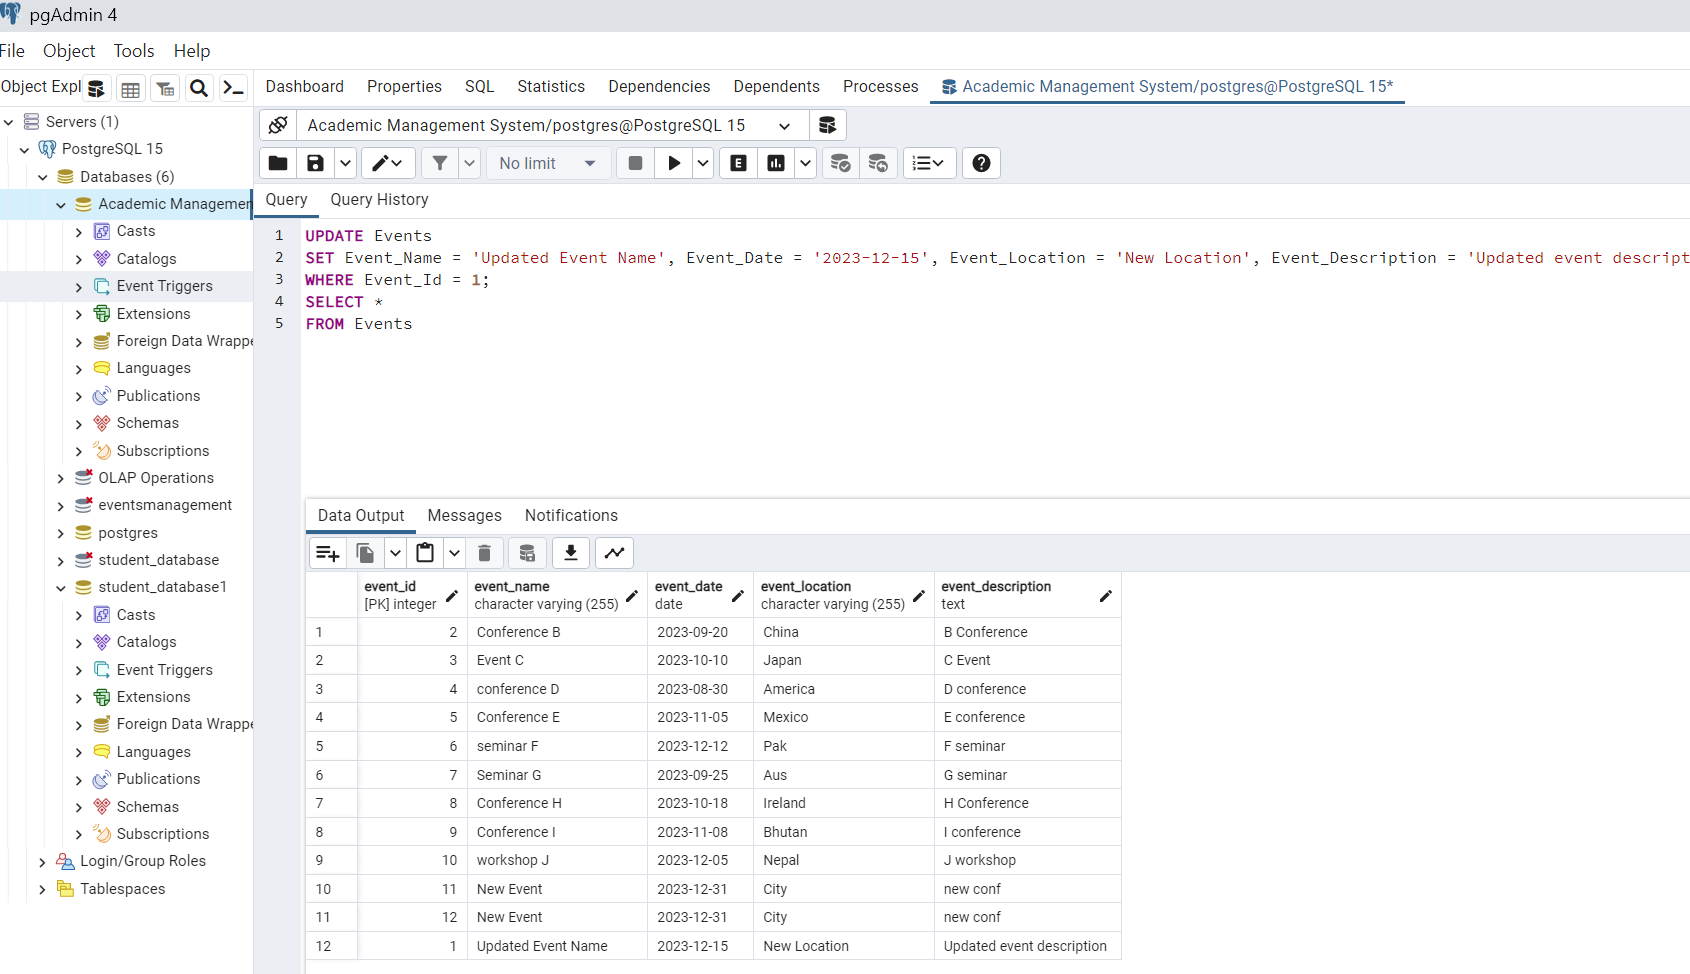 pgAdmin 4
File Object Tools Help
Object Expl
Dashboard Properties SQL Statistics Dependencies Dependents Processes Academic Management System/postgres@PostgreSQL 15*
Servers (1)
PostgreSQL 15
Databases (6)
Academic Managemen
Casts
Catalogs
Event Triggers
Extensions
Foreign Data Wrappe
Languages
Publications
Schemas
Subscriptions
OLAP Operations
eventsmanagement
postgres
student_database
student_database1
Casts
Catalogs
Event Triggers
Extensions
Foreign Data Wrappe
Languages
Publications
Schemas
Subscriptions
Login/Group Roles
Tablespaces
Academic Management System/postgres@PostgreSQL 15
No limit E
Query Query History
1 UPDATE Events
2 SET Event_Name = 'Updated Event Name', Event_Date = '2023-12-15', Event_Location = 'New Location', Event_Description = 'Updated event descript
3 WHERE Event_Id = 1;
4 SELECT *
5 FROM Events
Data Output Messages Notifications
event_id event_name event_date event_location event_description
[PK] integer character varying (255) date character varying (255) text
1 2 Conference B 2023-09-20 China B Conference
2 3 Event C 2023-10-10 Japan C Event
3 4 conference D 2023-08-30 America D conference
4 5 Conference E 2023-11-05 Mexico E conference
5 6 seminar F 2023-12-12 Pak F seminar
6 7 Seminar G 2023-09-25 Aus G seminar
7 8 Conference H 2023-10-18 Ireland H Conference
8 9 Conference I 2023-11-08 Bhutan I conference
9 10 workshop J 2023-12-05 Nepal J workshop
10 11 New Event 2023-12-31 City new conf
11 12 New Event 2023-12-31 City new conf
12 1 Updated Event Name 2023-12-15 New Location Updated event description